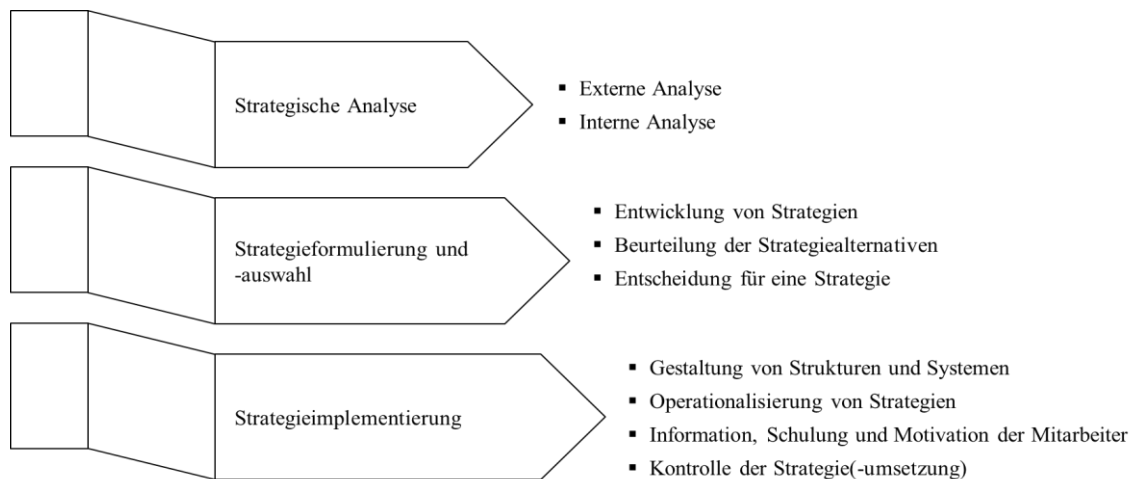 Strategische Analyse
▪ Externe Analyse
▪ Interne Analyse
Strategieformulierung und
-auswahl
▪ Entwicklung von Strategien
▪ Beurteilung der Strategiealternativen
▪ Entscheidung für eine Strategie
Strategieimplementierung
▪ Gestaltung von Strukturen und Systemen
▪ Operationalisierung von Strategien
▪ Information, Schulung und Motivation der Mitarbeiter
▪ Kontrolle der Strategie(-umsetzung)